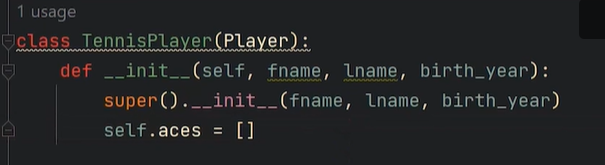 1 usage
class TennisPlayer(Player):
    def __init__(self, fname, lname, birth_year):
        super().__init__(fname, lname, birth_year)
        self.aces = []